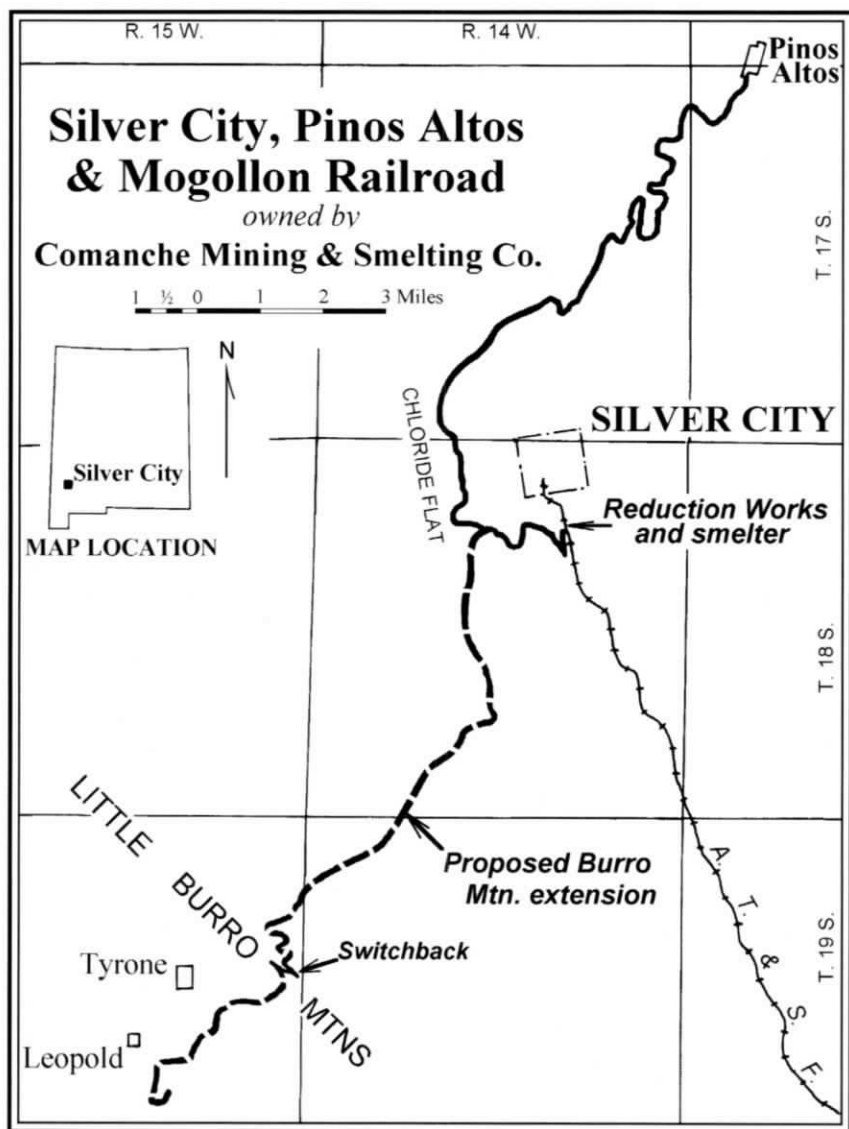 R. 15 W.
R. 14 W.
Pinos
Altos
Silver City, Pinos Altos
& Mogollon Railroad
owned by
Comanche Mining & Smelting Co.
1 ½ 0 1 2 3 Miles
T. 17 S.
N
CHLORIDE FLAT
SILVER CITY
Silver City
MAP LOCATION
Reduction Works
and smelter
T. 18 S.
LITTLE BURRO MTNS
Proposed Burro
Mtn. extension
Switchback
Tyrone
Leopold
A. T. & S. F.
T. 19 S.